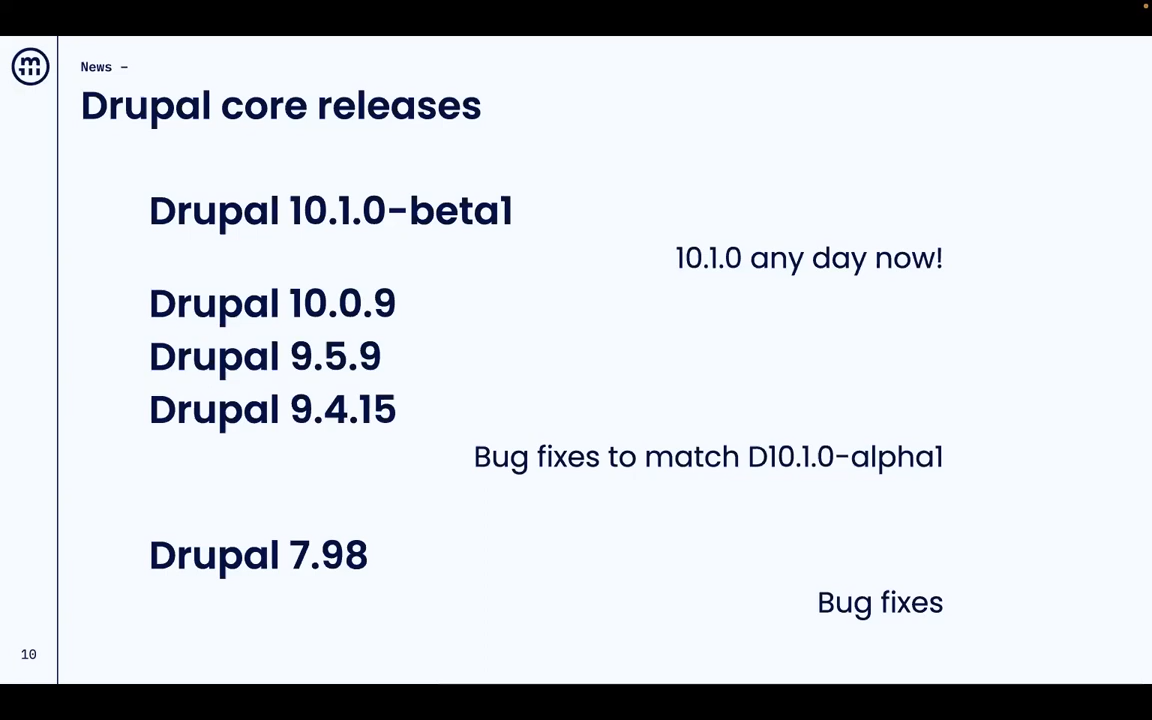 News –
Drupal core releases
Drupal 10.1.0-beta1
10.1.0 any day now!
Drupal 10.0.9
Drupal 9.5.9
Drupal 9.4.15
Bug fixes to match D10.1.0-alpha1
Drupal 7.98
Bug fixes
10